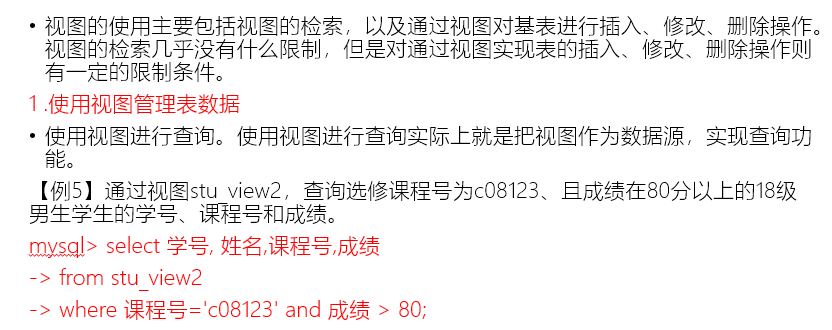 • 视图的使用主要包括视图的检索，以及通过视图对基表进行插入、修改、删除操作。
视图的检索几乎没有什么限制，但是对通过视图实现表的插入、修改、删除操作则
有一定的限制条件。
1 .使用视图管理表数据
• 使用视图进行查询。使用视图进行查询实际上就是把视图作为数据源，实现查询功
能。
【例5】通过视图stu_view2，查询选修课程号为c08123、且成绩在80分以上的18级
男生学生的学号、课程号和成绩。
mysql> select 学号, 姓名,课程号,成绩
-> from stu_view2
-> where 课程号='c08123' and 成绩 > 80;